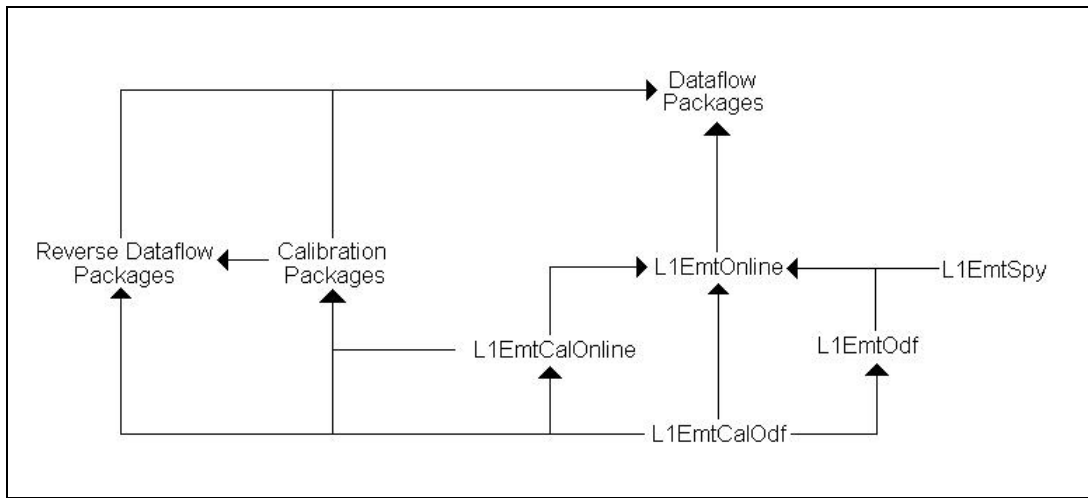 Dataflow
Packages
Reverse Dataflow
Packages
Calibration
Packages
L1EmtOnline
L1EmtSpy
L1EmtCalOnline
L1EmtOdf
L1EmtCalOdf